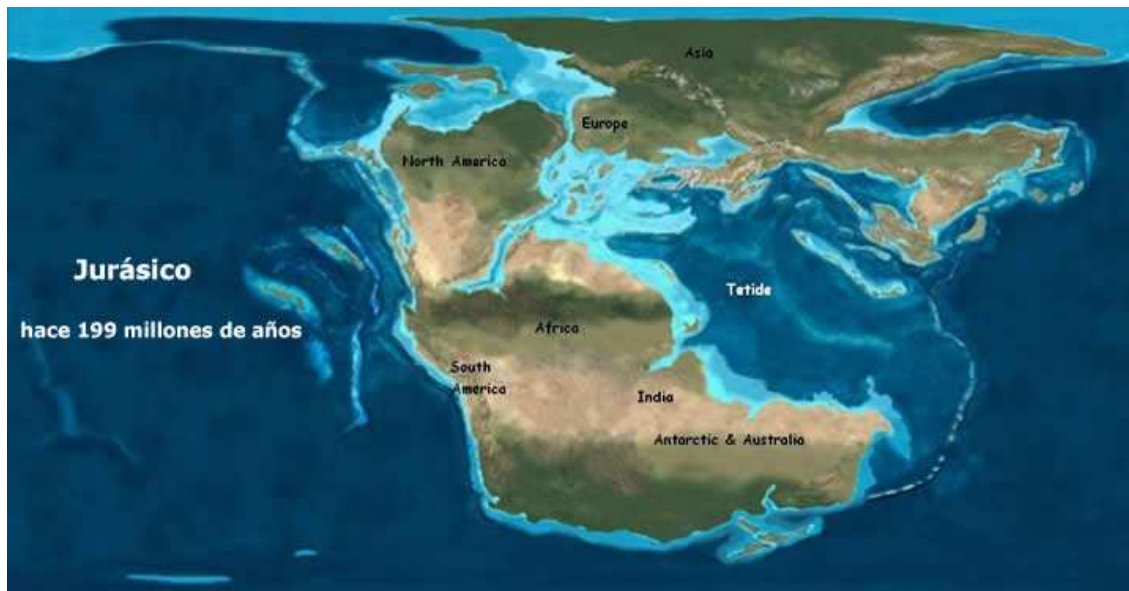 Asia
Europe
North America
Jurásico
Tetide
hace 199 millones de años
Africa
South
America
India
Antarctic & Australia